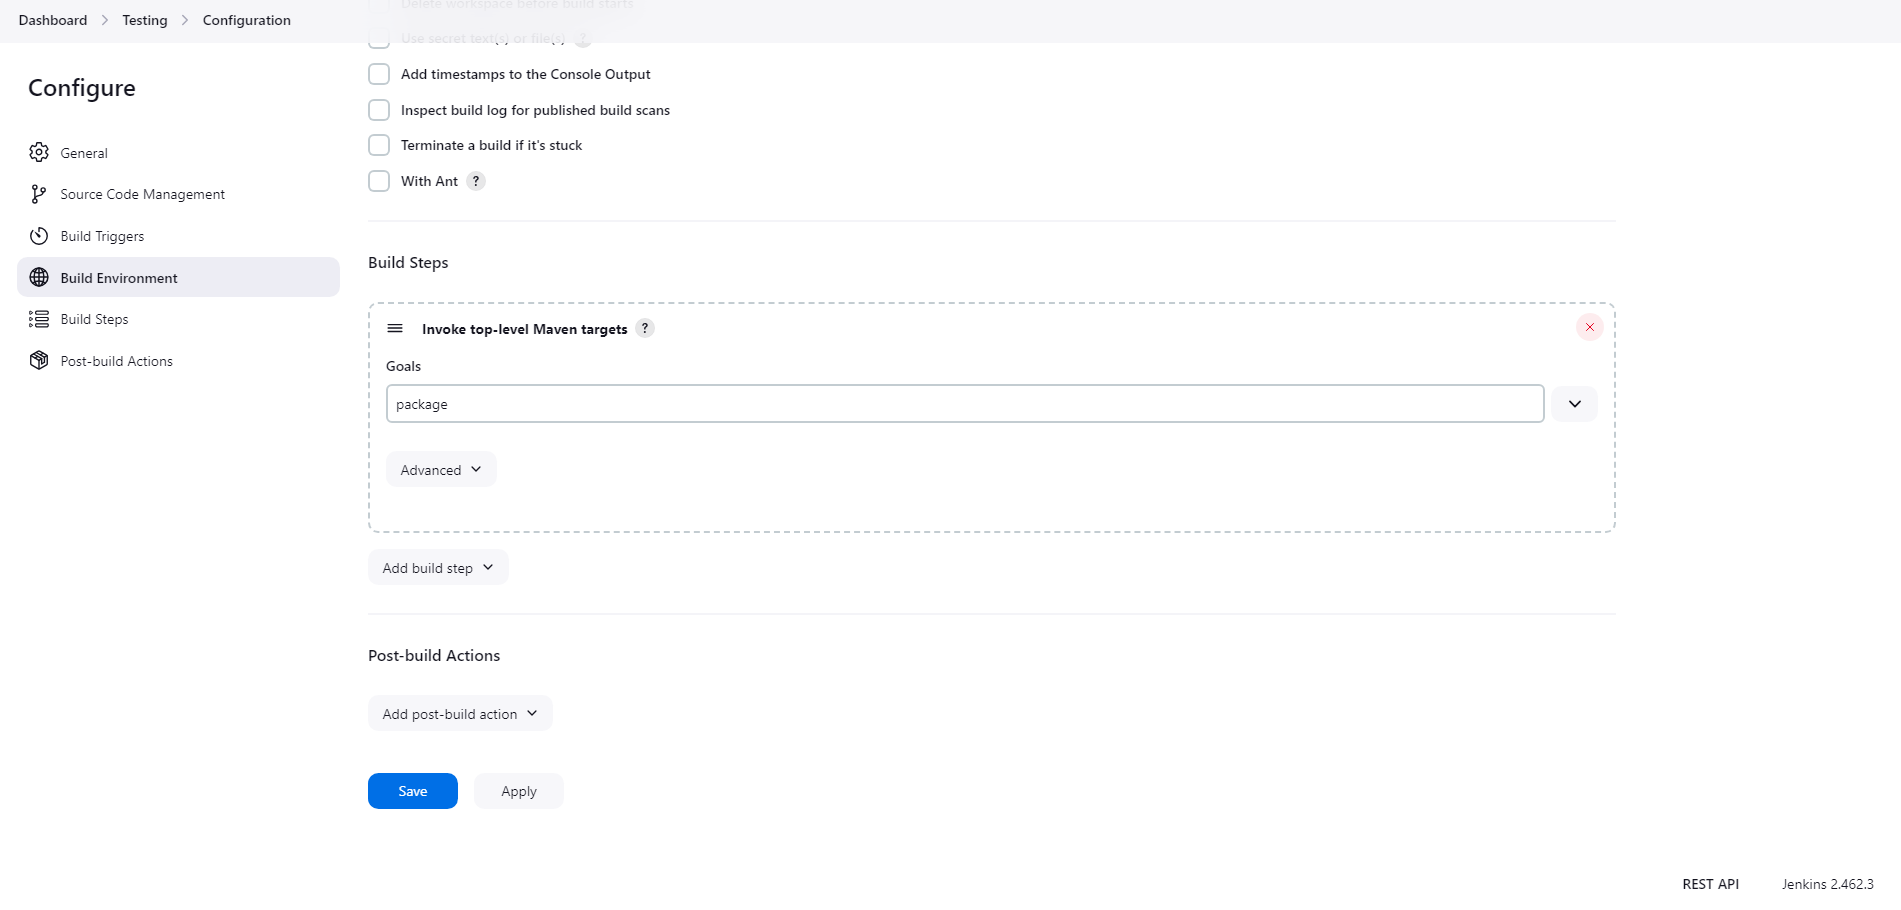 Dashboard > Testing > Configuration
Delete workspace before build starts
Use secret text(s) or file(s) ?
Configure
Add timestamps to the Console Output
Inspect build log for published build scans
Terminate a build if it's stuck
With Ant ?
General
Source Code Management
Build Triggers
Build Environment
Build Steps
Post-build Actions
Build Steps
Invoke top-level Maven targets ?
Goals
package
Advanced
Add build step
Post-build Actions
Add post-build action
Save Apply
REST API Jenkins 2.462.3